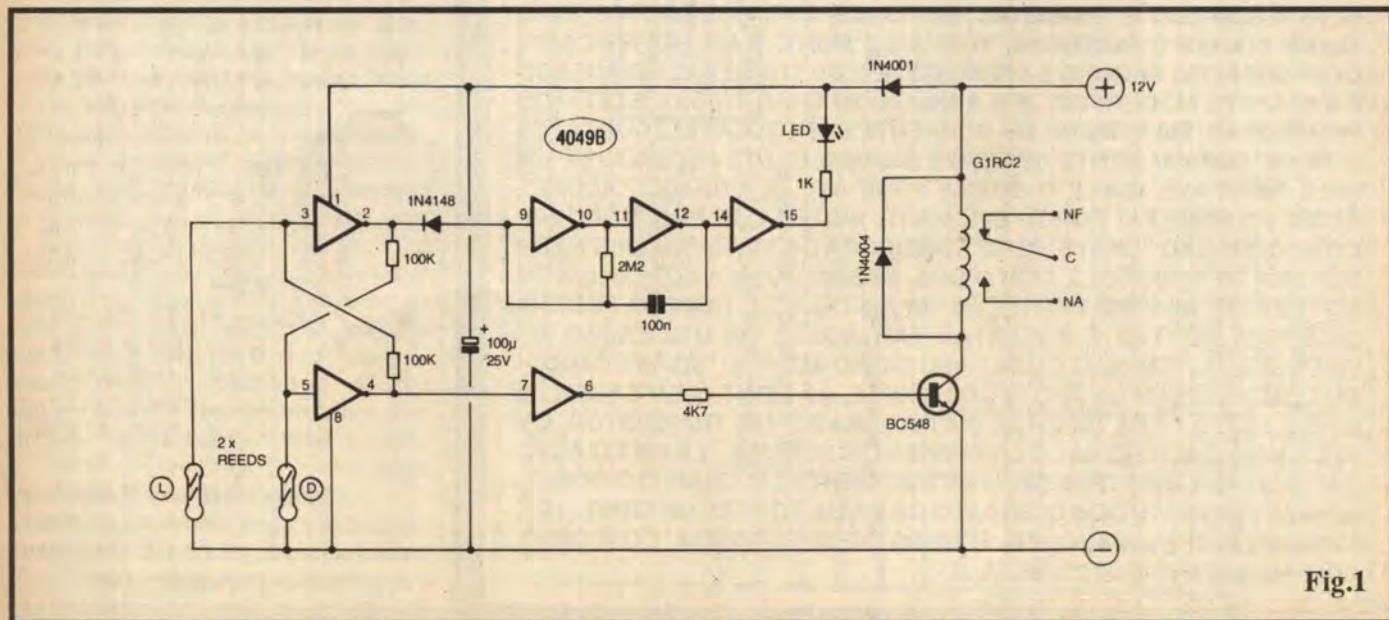 1N4001
12V
4049B
LED
G1RC2
1K
3
1
2
1N4148
9
10
11
12
14
15
NF
100K
2M2
1N4004
C
NA
100n
+
100µ
25V
100K
5
4
8
7
6
4K7
BC548
2 x
REEDS
L
D
Fig.1